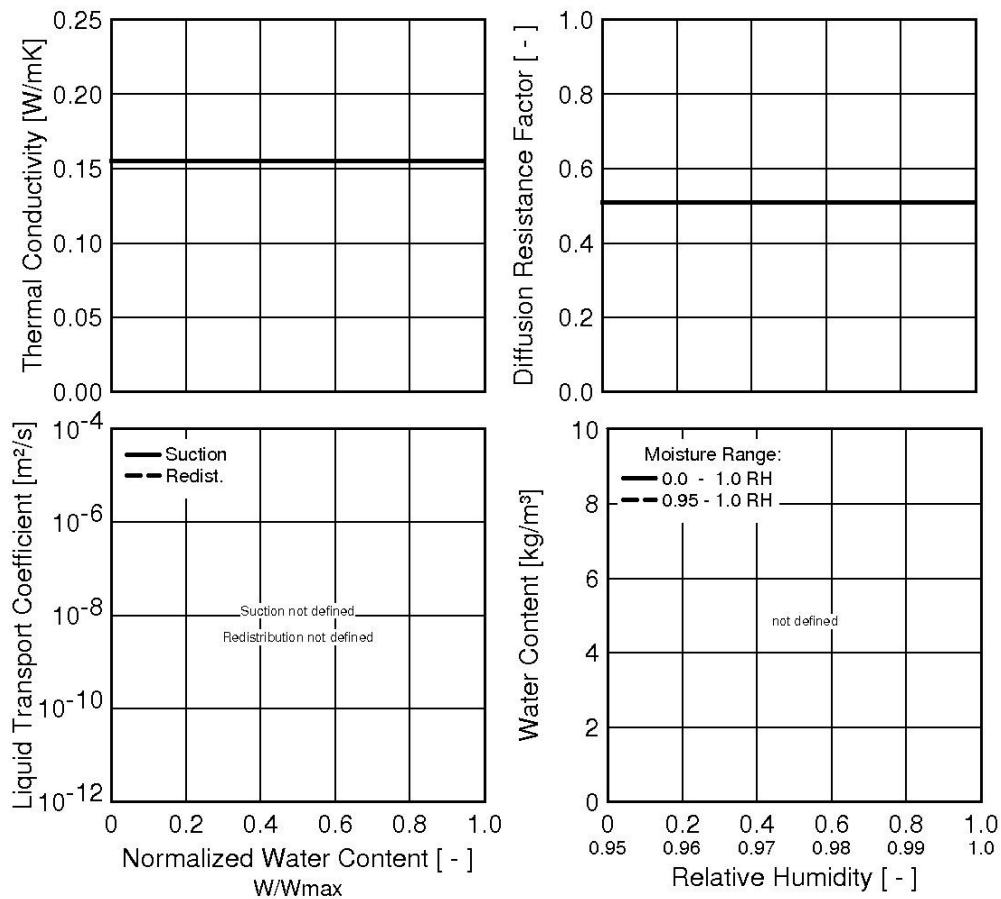 Thermal Conductivity [W/mK]
0.25
0.20
0.15
0.10
0.05
0.00
Diffusion Resistance Factor [ - ]
1.0
0.8
0.6
0.4
0.2
0.0
Liquid Transport Coefficient [m²/s]
10⁻⁴
10⁻⁶
10⁻⁸
10⁻¹⁰
10⁻¹²
Suction
Redist.
Suction not defined
Redistribution not defined
0 0.2 0.4 0.6 0.8 1.0
Normalized Water Content [ - ]
W/Wmax
Water Content [kg/m³]
10
8
6
4
2
0
Moisture Range:
0.0 - 1.0 RH
0.95 - 1.0 RH
not defined
0 0.2 0.4 0.6 0.8 1.0
0.95 0.96 0.97 0.98 0.99 1.0
Relative Humidity [ - ]